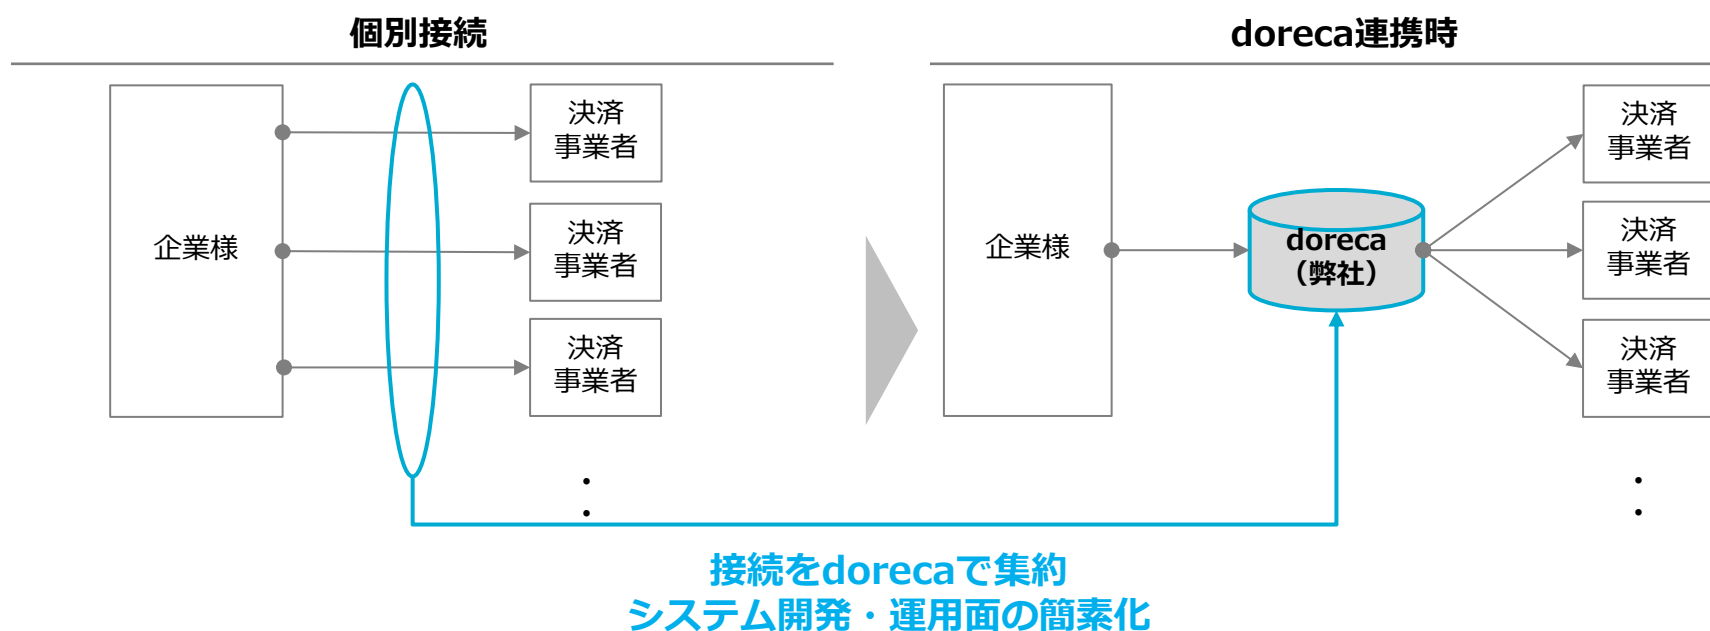 個別接続
企業様
決済
事業者
決済
事業者
決済
事業者
・
・
doreca連携時
企業様
doreca
（弊社）
決済
事業者
決済
事業者
決済
事業者
・
・
接続をdorecaで集約
システム開発・運用面の簡素化